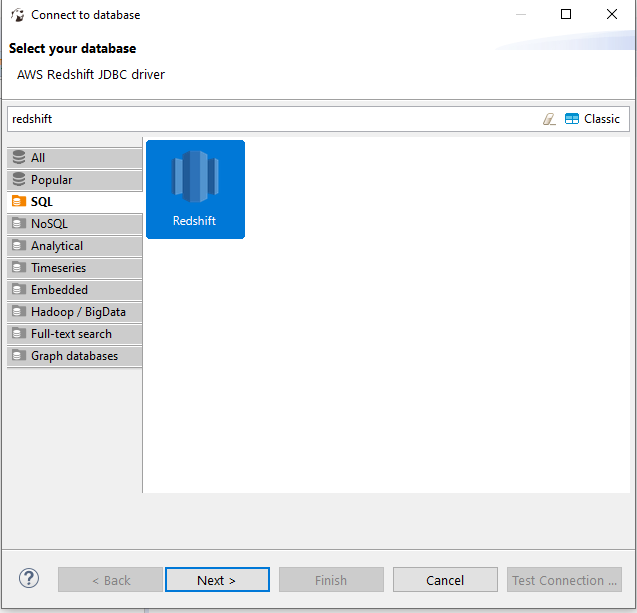 Connect to database
Select your database
AWS Redshift JDBC driver
redshift
Classic
All
Popular
SQL
NoSQL
Analytical
Timeseries
Embedded
Hadoop / BigData
Full-text search
Graph databases
Redshift
?
< Back
Next >
Finish
Cancel
Test Connection ...